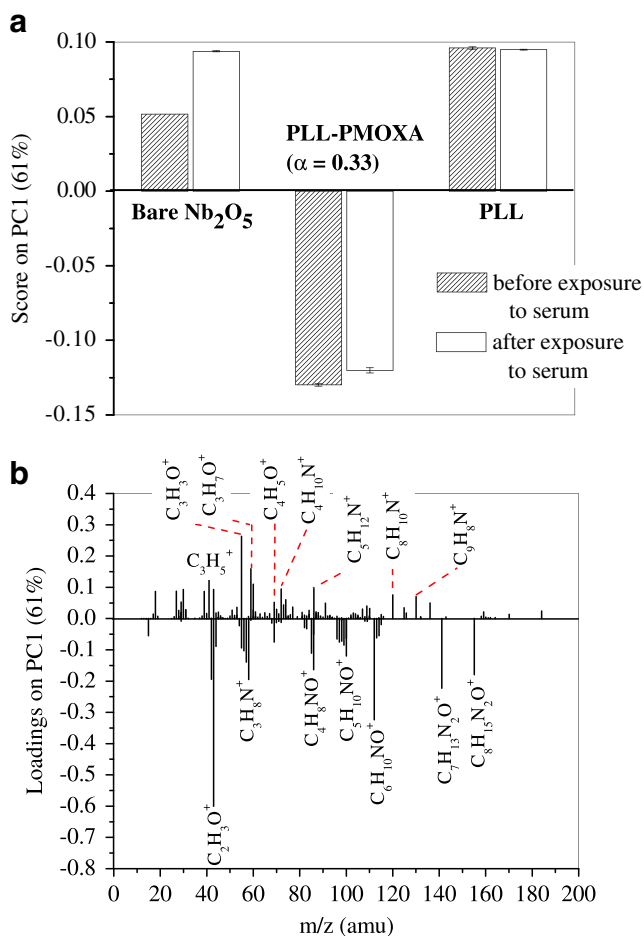 a
Score on PC1 (61%)
0.10
0.05
0.00
-0.05
-0.10
-0.15
PLL-PMOXA
(α = 0.33)
Bare Nb₂O₅
PLL
before exposure
to serum
after exposure
to serum
b
Loadings on PC1 (61%)
0.4
0.3
0.2
0.1
0.0
-0.1
-0.2
-0.3
-0.4
-0.5
-0.6
-0.7
-0.8
C₃H₃O⁺
C₃H₇O⁺
C₄H₅O⁺
C₄H₁₀N⁺
C₅H₁₂N⁺
C₈H₁₀N⁺
C₉H₈N⁺
C₃H₅⁺
C₂H₃O⁺
C₃H₈N⁺
C₄H₈NO⁺
C₅H₁₀NO⁺
C₆H₁₀NO⁺
C₇H₁₃N₂O⁺
C₈H₁₅N₂O⁺
0 20 40 60 80 100 120 140 160 180 200
m/z (amu)